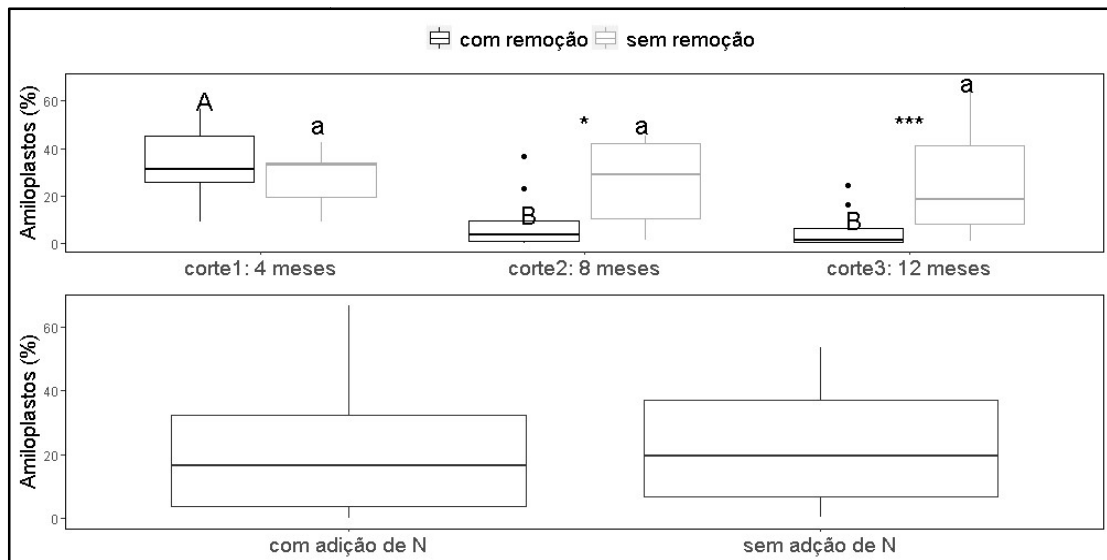 com remoção sem remoção
Amiloplastos (%)
60
40
20
0
A
a
*
a
B
***
a
B
corte1: 4 meses corte2: 8 meses corte3: 12 meses
Amiloplastos (%)
60
40
20
0
com adição de N sem adção de N